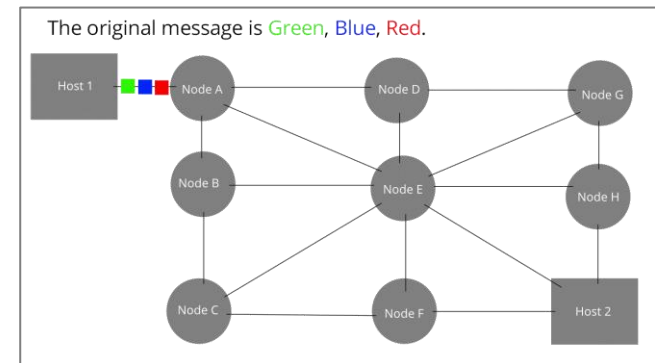 The original message is Green, Blue, Red.
Host 1
Node A
Node D
Node G
Node B
Node E
Node H
Node C
Node F
Host 2